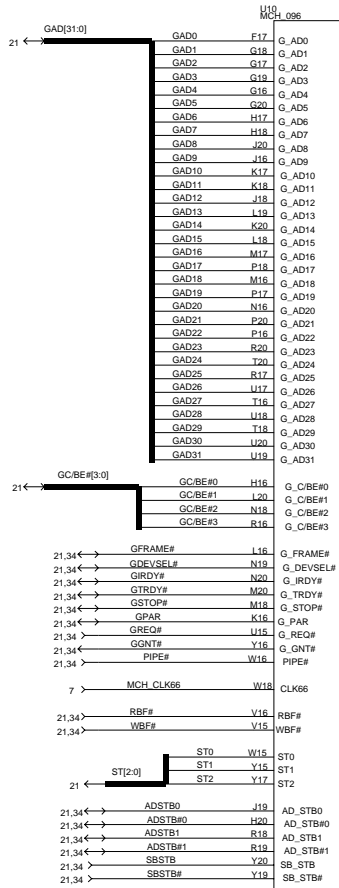 U10
MCH_096
GAD[31:0]
21
GAD0 F17 G_AD0
GAD1 G18 G_AD1
GAD2 G17 G_AD2
GAD3 G19 G_AD3
GAD4 G16 G_AD4
GAD5 G20 G_AD5
GAD6 H17 G_AD6
GAD7 H18 G_AD7
GAD8 J20 G_AD8
GAD9 J16 G_AD9
GAD10 K17 G_AD10
GAD11 K18 G_AD11
GAD12 J18 G_AD12
GAD13 L19 G_AD13
GAD14 K20 G_AD14
GAD15 L18 G_AD15
GAD16 M17 G_AD16
GAD17 P18 G_AD17
GAD18 M16 G_AD18
GAD19 P17 G_AD19
GAD20 N16 G_AD20
GAD21 P20 G_AD21
GAD22 P16 G_AD22
GAD23 R20 G_AD23
GAD24 T20 G_AD24
GAD25 R17 G_AD25
GAD26 U17 G_AD26
GAD27 T16 G_AD27
GAD28 U18 G_AD28
GAD29 T18 G_AD29
GAD30 U20 G_AD30
GAD31 U19 G_AD31
GC/BE#[3:0]
21
GC/BE#0 H16 G_C/BE#0
GC/BE#1 L20 G_C/BE#1
GC/BE#2 N18 G_C/BE#2
GC/BE#3 R16 G_C/BE#3
21,34 GFRAME# L16 G_FRAME#
21,34 GDEVSEL# N19 G_DEVSEL#
21,34 GIRDY# N20 G_IRDY#
21,34 GTRDY# M20 G_TRDY#
21,34 GSTOP# M18 G_STOP#
21,34 GPAR K16 G_PAR
21,34 GREQ# U15 G_REQ#
21,34 GGNT# Y16 G_GNT#
21,34 PIPE# W16 PIPE#
7 MCH_CLK66 W18 CLK66
21,34 RBF# V16 RBF#
21,34 WBF# V15 WBF#
ST0 W15 ST0
ST1 Y15 ST1
ST[2:0]
21 ST2 Y17 ST2
21,34 ADSTB0 J19 AD_STB0
21,34 ADSTB#0 H20 AD_STB#0
21,34 ADSTB1 R18 AD_STB1
21,34 ADSTB#1 R19 AD_STB#1
21,34 SBSTB Y20 SB_STB
21,34 SBSTB# Y19 SB_STB#